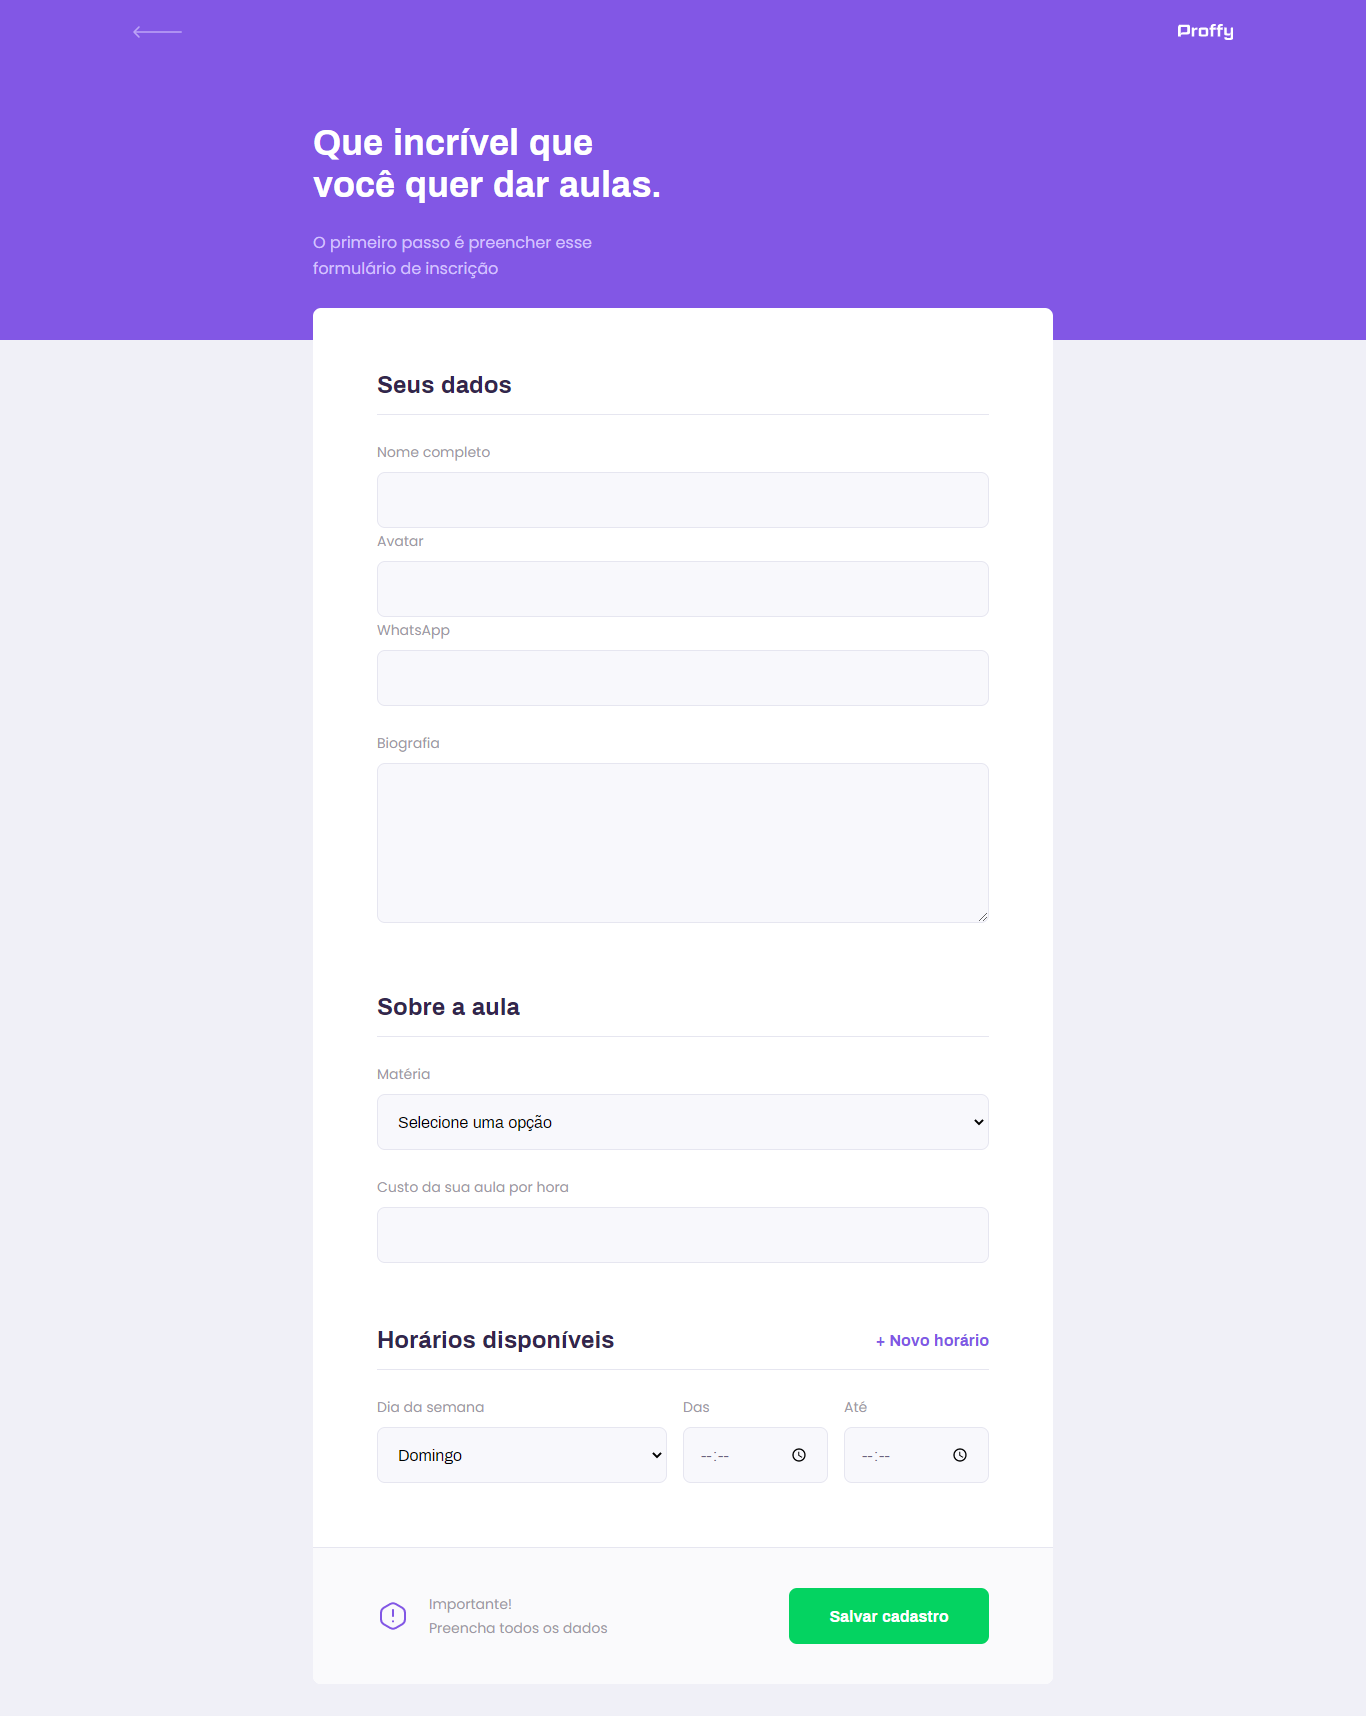 Proffy
Que incrível que
você quer dar aulas.
O primeiro passo é preencher esse
formulário de inscrição
Seus dados
Nome completo
Avatar
WhatsApp
Biografia
Sobre a aula
Matéria
Selecione uma opção
Custo da sua aula por hora
Horários disponíveis
+ Novo horário
Dia da semana
Das
Até
Domingo
--:--
--:--
Importante!
Preencha todos os dados
Salvar cadastro